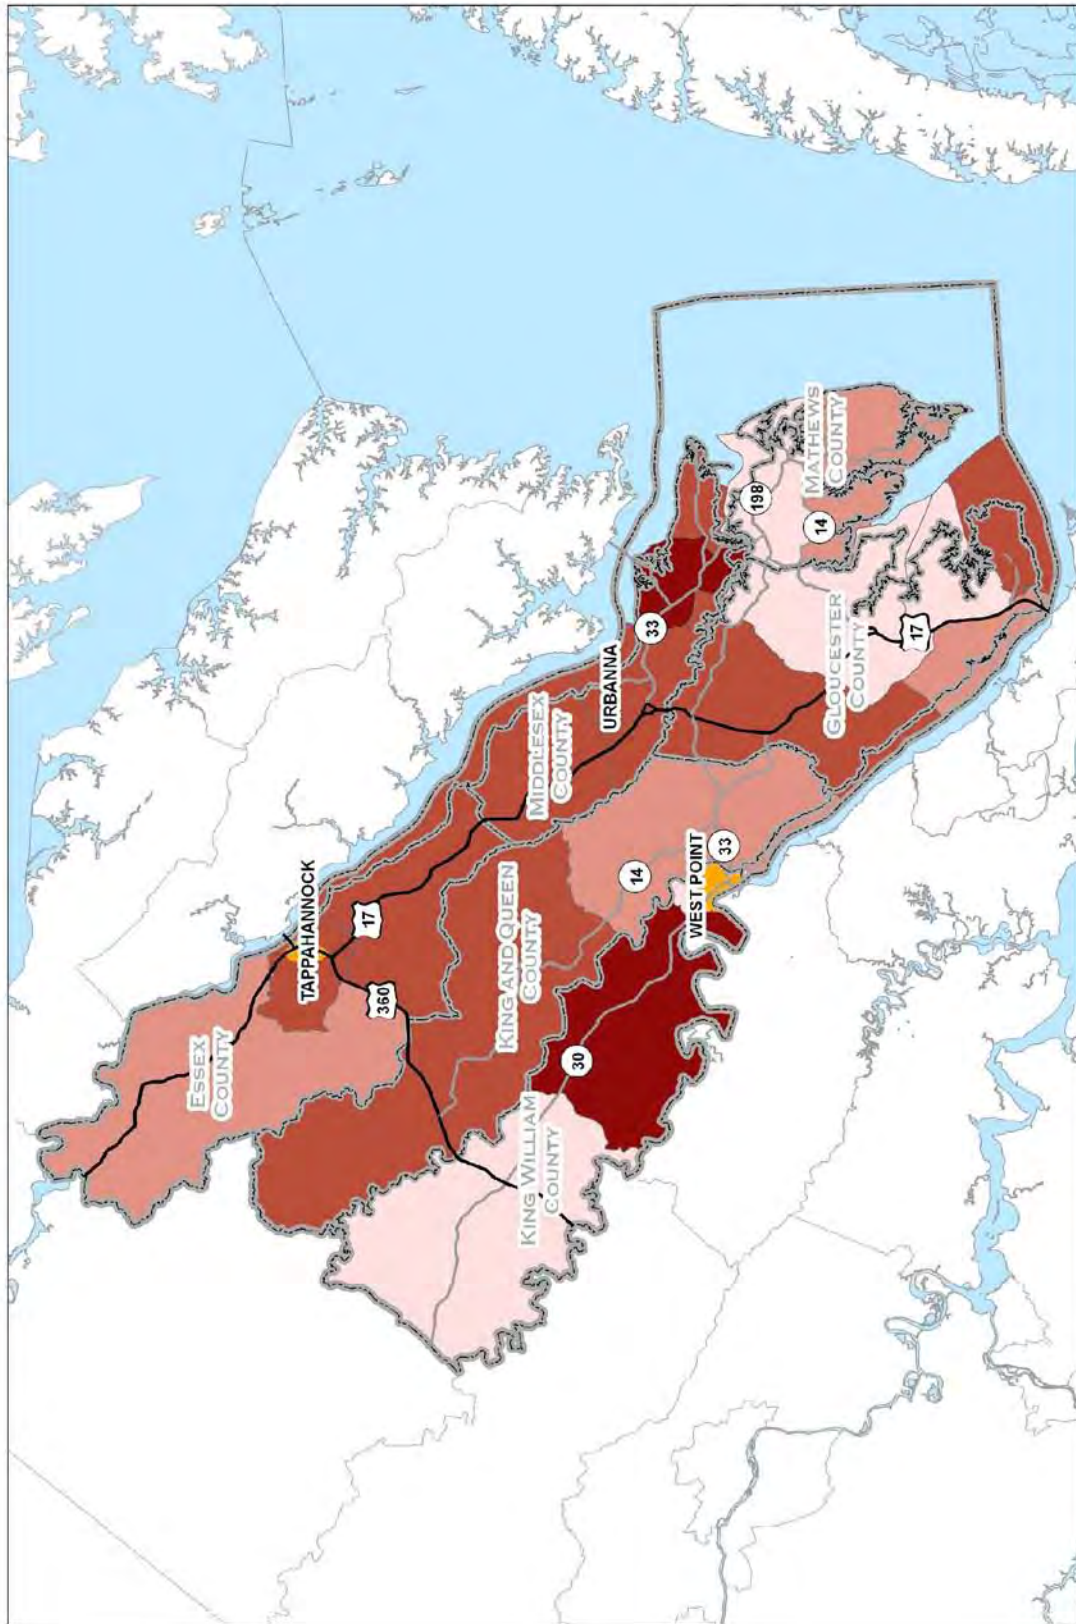 ESSEX
COUNTY
TAPPAHANNOCK
17
360
KING AND QUEEN
COUNTY
MIDDLESEX
COUNTY
URBANNA
33
KING WILLIAM
COUNTY
30
14
WEST POINT
33
198
MATHEWS
COUNTY
14
GLOUCESTER
COUNTY
17